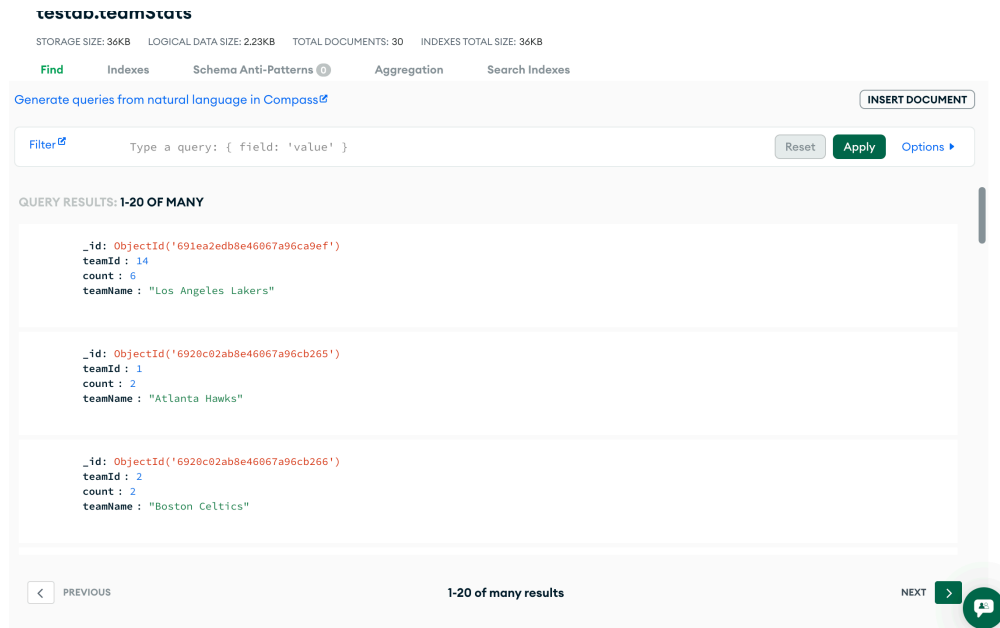 testdb.teamStats
STORAGE SIZE: 36KB LOGICAL DATA SIZE: 2.23KB TOTAL DOCUMENTS: 30 INDEXES TOTAL SIZE: 36KB
Find Indexes Schema Anti-Patterns 0 Aggregation Search Indexes
Generate queries from natural language in Compass
INSERT DOCUMENT
Filter Type a query: { field: 'value' } Reset Apply Options
QUERY RESULTS: 1-20 OF MANY
_id: ObjectId('691ea2edb8e46067a96ca9ef')
teamId : 14
count : 6
teamName : "Los Angeles Lakers"
_id: ObjectId('6920c02ab8e46067a96cb265')
teamId : 1
count : 2
teamName : "Atlanta Hawks"
_id: ObjectId('6920c02ab8e46067a96cb266')
teamId : 2
count : 2
teamName : "Boston Celtics"
PREVIOUS 1-20 of many results NEXT